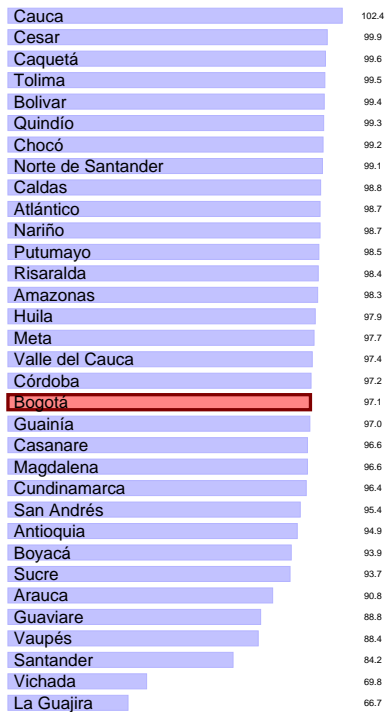 Cauca 102.4
Cesar 99.9
Caquetá 99.6
Tolima 99.5
Bolivar 99.4
Quindío 99.3
Chocó 99.2
Norte de Santander 99.1
Caldas 98.8
Atlántico 98.7
Nariño 98.7
Putumayo 98.5
Risaralda 98.4
Amazonas 98.3
Huila 97.9
Meta 97.7
Valle del Cauca 97.4
Córdoba 97.2
Bogotá 97.1
Guainía 97.0
Casanare 96.6
Magdalena 96.6
Cundinamarca 96.4
San Andrés 95.4
Antioquia 94.9
Boyacá 93.9
Sucre 93.7
Arauca 90.8
Guaviare 88.8
Vaupés 88.4
Santander 84.2
Vichada 69.8
La Guajira 66.7